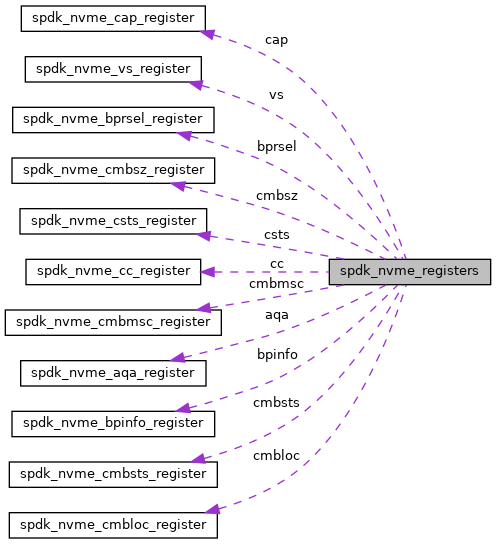 spdk_nvme_cap_register
cap
spdk_nvme_vs_register
vs
spdk_nvme_bprsel_register
bprsel
spdk_nvme_cmbsz_register
cmbsz
spdk_nvme_csts_register
csts
spdk_nvme_cc_register
cc
spdk_nvme_registers
cmbmsc
spdk_nvme_cmbmsc_register
aqa
spdk_nvme_aqa_register
bpinfo
spdk_nvme_bpinfo_register
cmbsts
spdk_nvme_cmbsts_register
cmbloc
spdk_nvme_cmbloc_register